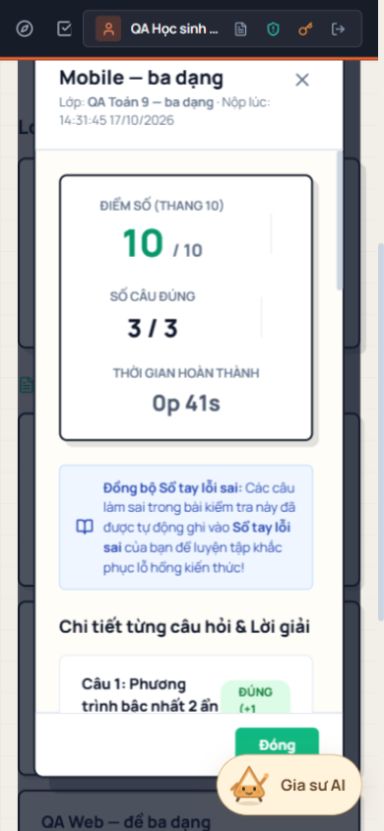 QA Học sinh ...
Mobile — ba dạng
Lớp: QA Toán 9 — ba dạng · Nộp lúc:
14:31:45 17/10/2026
ĐIỂM SỐ (THANG 10)
10 / 10
SỐ CÂU ĐÚNG
3 / 3
THỜI GIAN HOÀN THÀNH
0p 41s
Đồng bộ Sổ tay lỗi sai: Các câu
làm sai trong bài kiểm tra này đã
được tự động ghi vào Sổ tay lỗi
sai của bạn để luyện tập khắc
phục lỗ hổng kiến thức!
Chi tiết từng câu hỏi & Lời giải
Câu 1: Phương
trình bậc nhất 2 ẩn
ĐÚNG
(+1
Đóng
Gia sư AI
QA Web — đề ba dạng